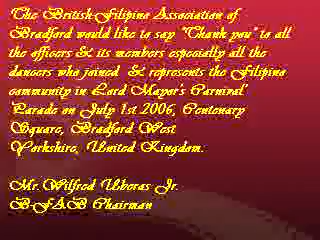 The British-Filipino Association of
Bradford would like to say "Thank you" to all
the officers & its members especially all the
dancers who joined & represents the Filipino
community in Lord Mayor's Carnival'
Parade on July 1st 2006, Centenary
Square, Bradford West
Yorkshire, United Kingdom.
Mr. Wilfred Uboras Jr.
B-FAB Chairman